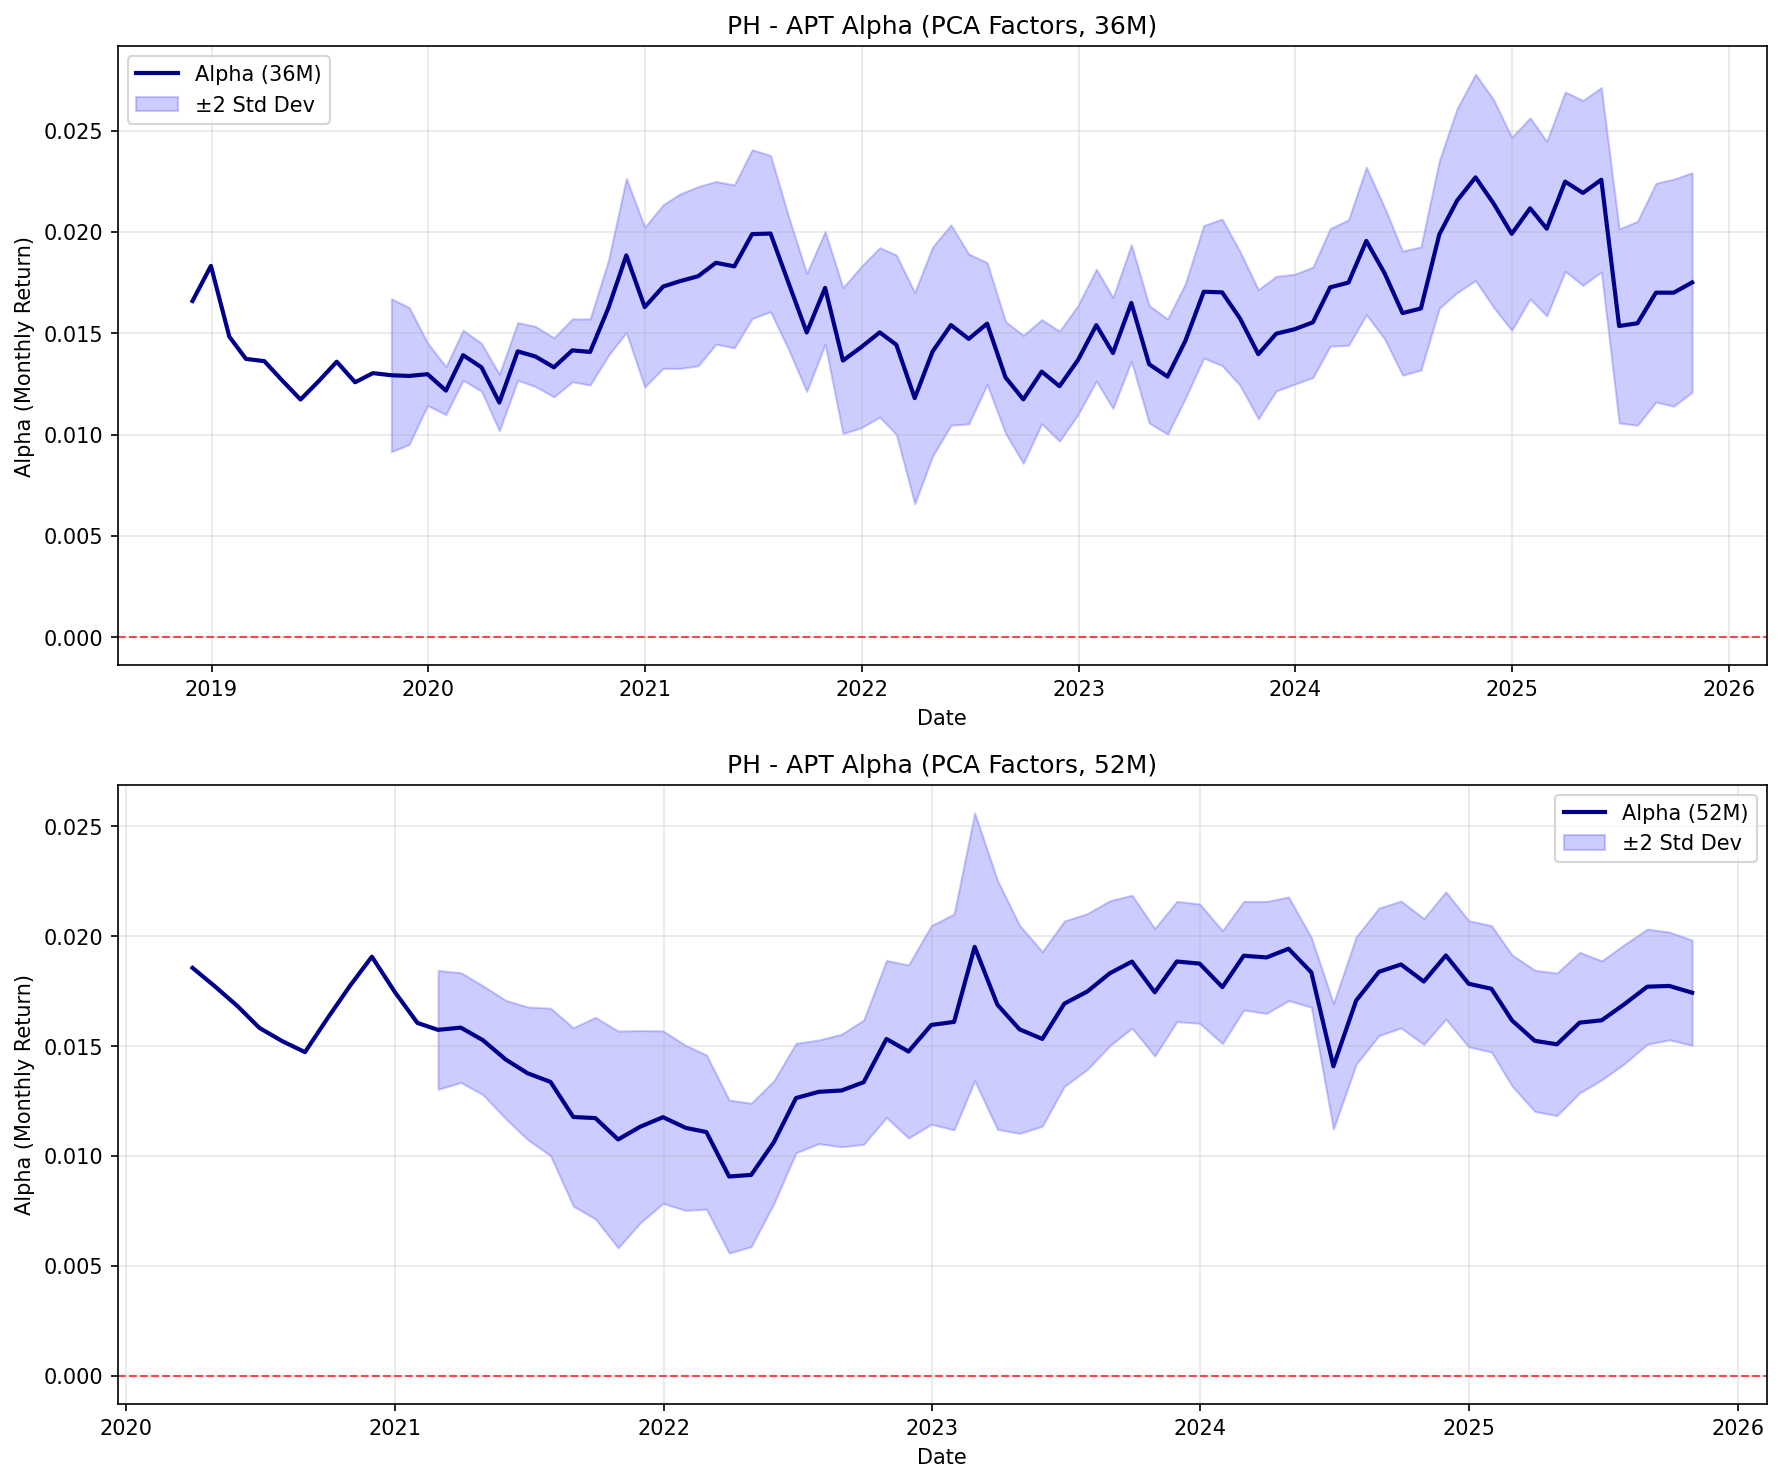 PH - APT Alpha (PCA Factors, 36M)
Alpha (36M)
±2 Std Dev
Alpha (Monthly Return)
0.025
0.020
0.015
0.010
0.005
0.000
2019 2020 2021 2022 2023 2024 2025 2026
Date
PH - APT Alpha (PCA Factors, 52M)
Alpha (52M)
±2 Std Dev
Alpha (Monthly Return)
0.025
0.020
0.015
0.010
0.005
0.000
2020 2021 2022 2023 2024 2025 2026
Date